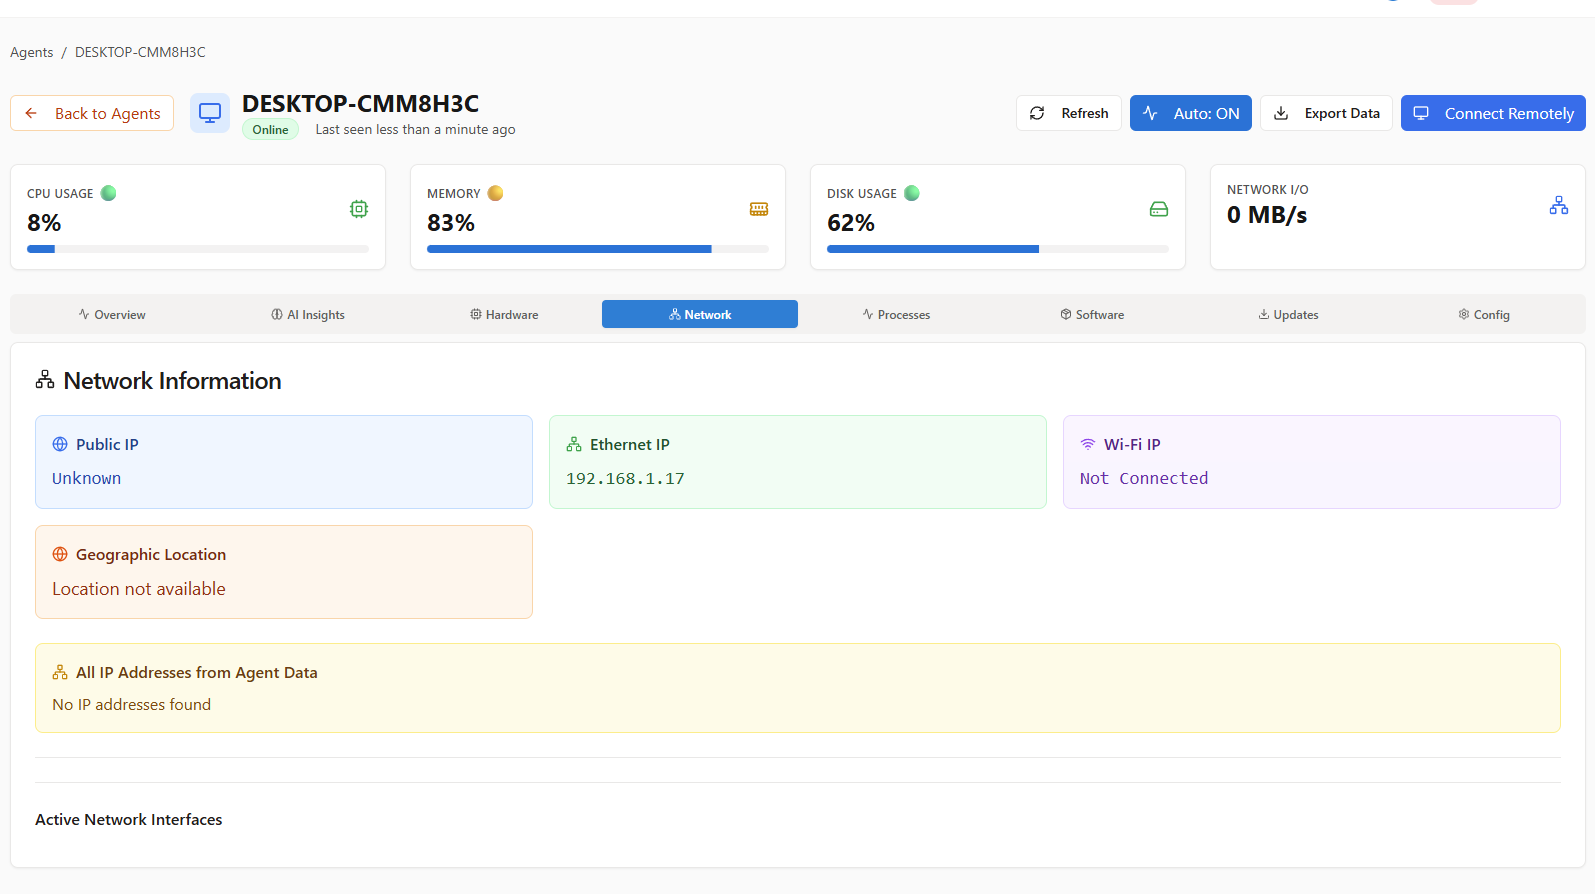 Agents / DESKTOP-CMM8H3C
Back to Agents
DESKTOP-CMM8H3C
Online Last seen less than a minute ago
Refresh
Auto: ON
Export Data
Connect Remotely
CPU USAGE
8%
MEMORY
83%
DISK USAGE
62%
NETWORK I/O
0 MB/s
Overview
AI Insights
Hardware
Network
Processes
Software
Updates
Config
Network Information
Public IP
Unknown
Ethernet IP
192.168.1.17
Wi-Fi IP
Not Connected
Geographic Location
Location not available
All IP Addresses from Agent Data
No IP addresses found
Active Network Interfaces